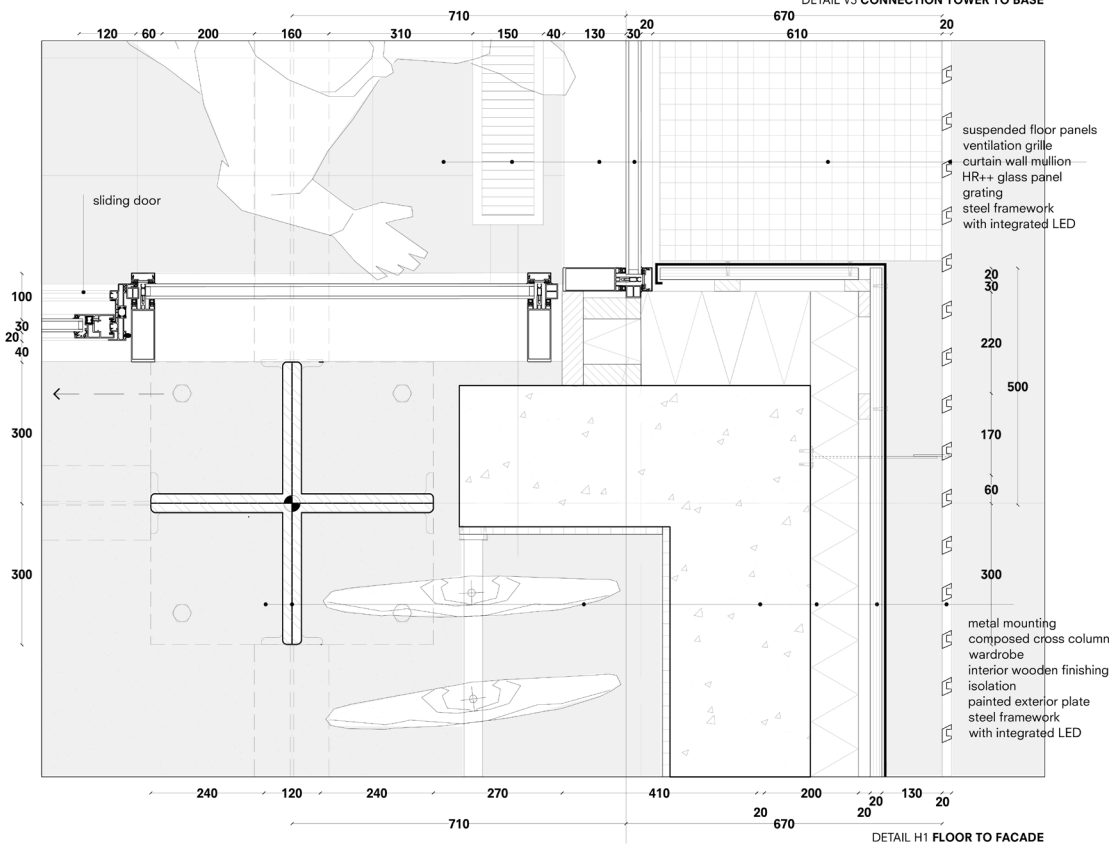 DETAIL V3 CONNECTION TOWER TO BASE
710 670
20 20
120 60 200 160 310 150 40 130 30 610
suspended floor panels
ventilation grille
curtain wall mullion
HR++ glass panel
grating
steel framework
with integrated LED
sliding door
100
30
20
40
300
300
20
30
220
500
170
60
300
metal mounting
composed cross column
wardrobe
interior wooden finishing
isolation
painted exterior plate
steel framework
with integrated LED
240 120 240 270 410 200 130
20 20 20 20
710 670
DETAIL H1 FLOOR TO FACADE